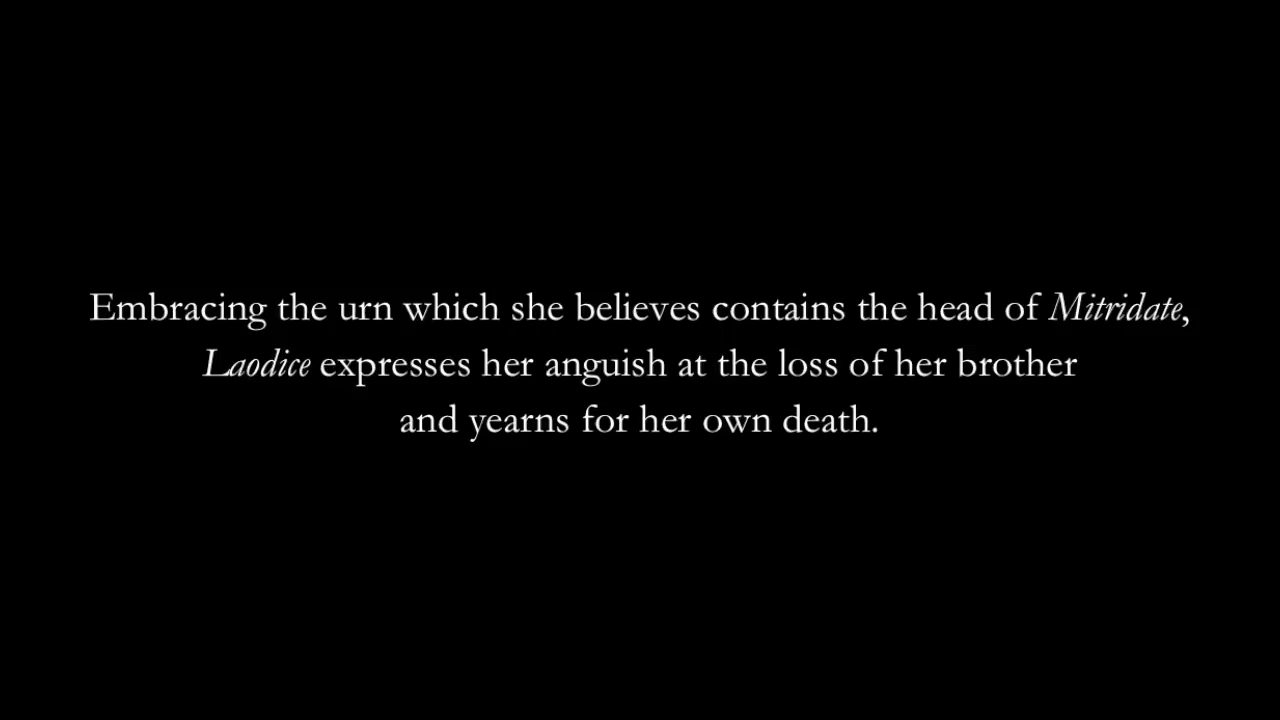 Embracing the urn which she believes contains the head of Mitridate,
Laodice expresses her anguish at the loss of her brother
and yearns for her own death.